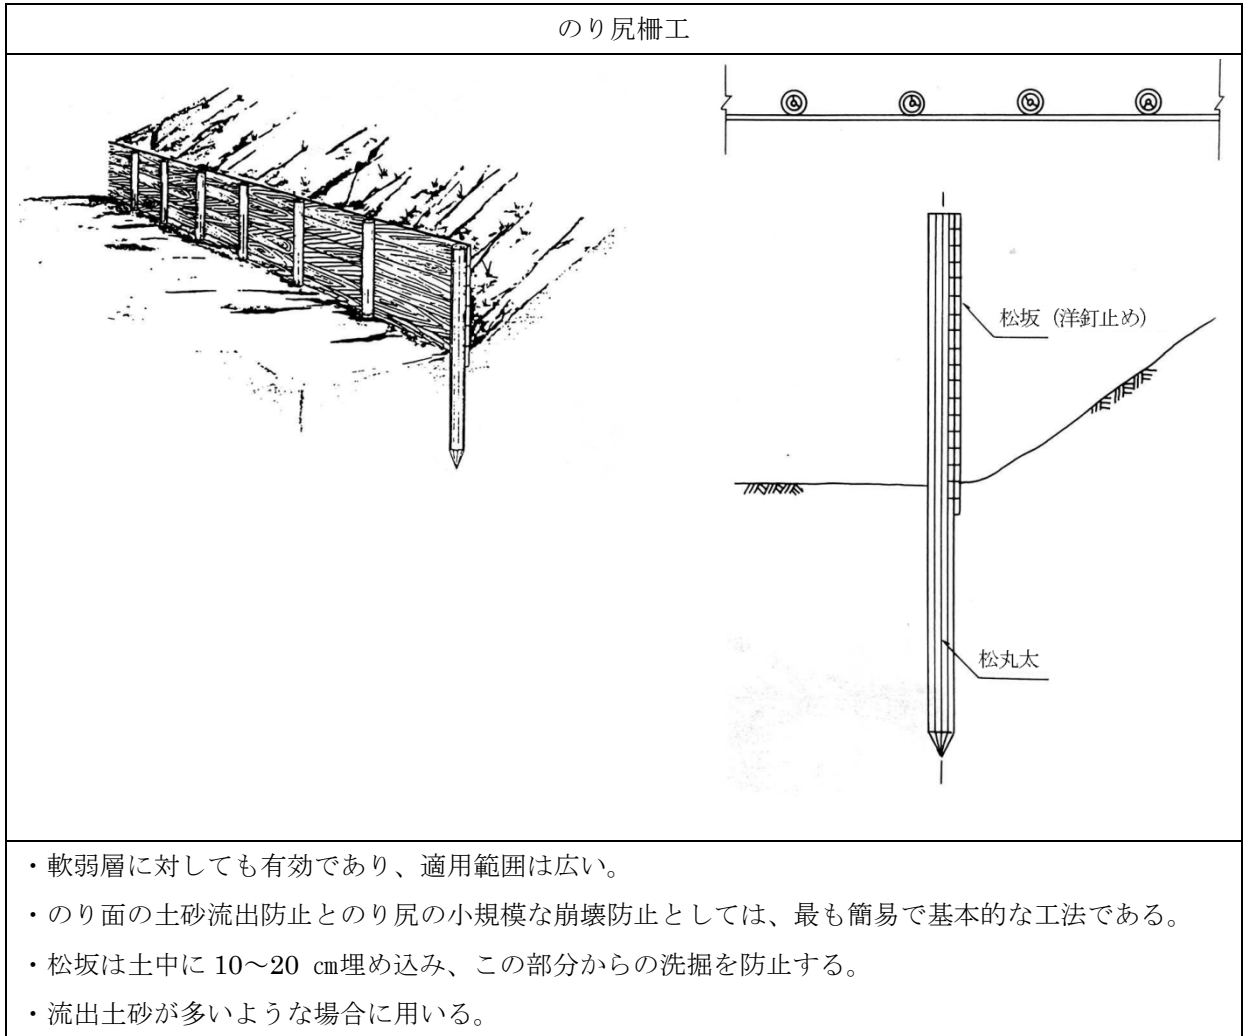 のり尻柵工
松坂（洋釘止め）
松丸太
・軟弱層に対しても有効であり、適用範囲は広い。
・のり面の土砂流出防止とのり尻の小規模な崩壊防止としては、最も簡易で基本的な工法である。
・松坂は土中に 10～20 ㎝埋め込み、この部分からの洗掘を防止する。
・流出土砂が多いような場合に用いる。